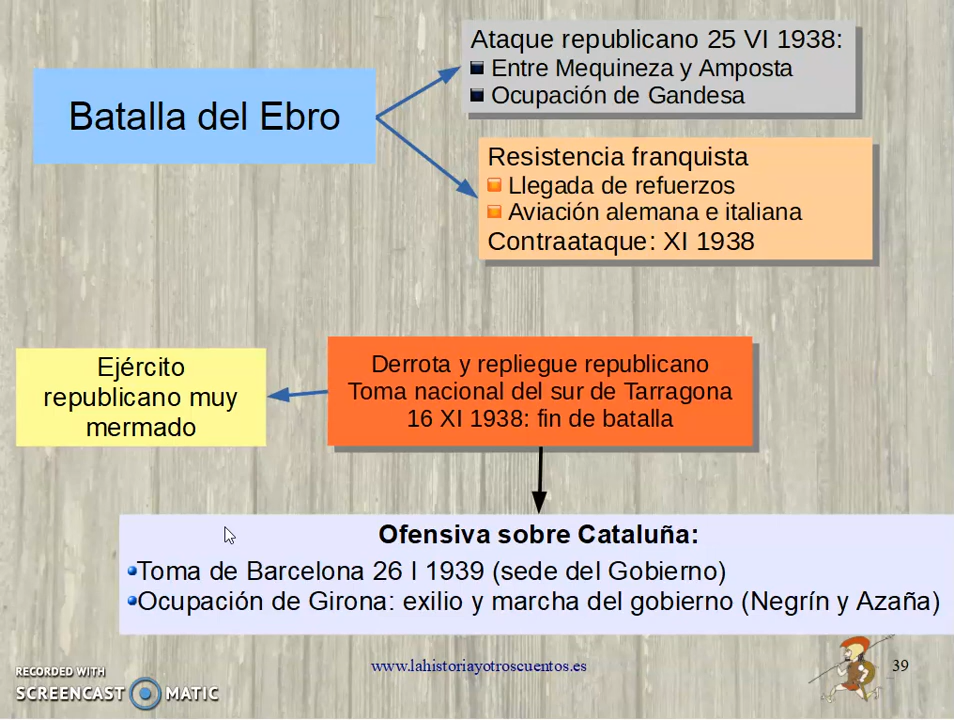 Batalla del Ebro
Ataque republicano 25 VI 1938:
Entre Mequineza y Amposta
Ocupación de Gandesa
Resistencia franquista
Llegada de refuerzos
Aviación alemana e italiana
Contraataque: XI 1938
Ejército
republicano muy
mermado
Derrota y repliegue republicano
Toma nacional del sur de Tarragona
16 XI 1938: fin de batalla
Ofensiva sobre Cataluña:
Toma de Barcelona 26 I 1939 (sede del Gobierno)
Ocupación de Girona: exilio y marcha del gobierno (Negrín y Azaña)
RECORDED WITH
SCREENCAST MATIC
www.lahistoriayotroscuentos.es
39